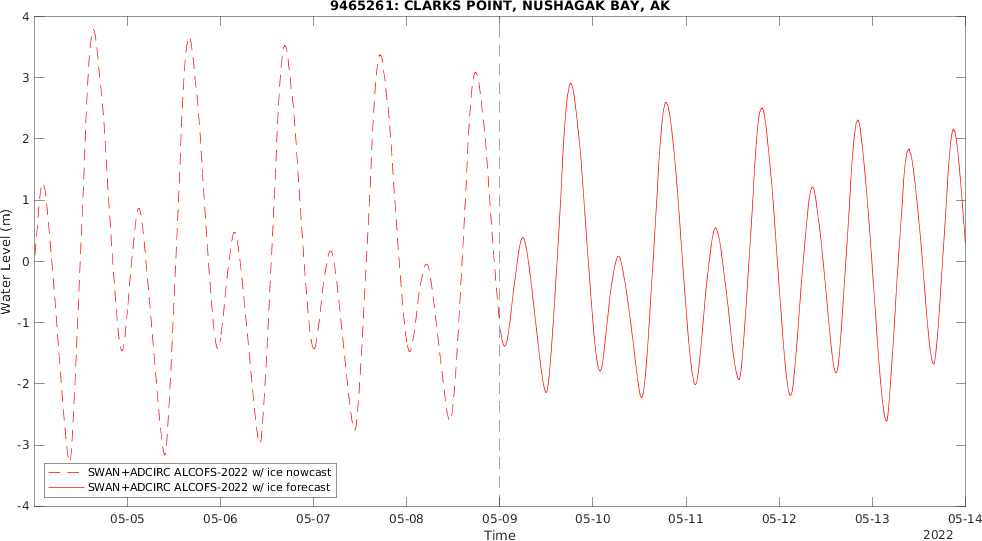 9465261: CLARKS POINT, NUSHAGAK BAY, AK
Water Level (m)
4
3
2
1
0
-1
-2
-3
-4
SWAN+ADCIRC ALCOFS-2022 w/ ice nowcast
SWAN+ADCIRC ALCOFS-2022 w/ ice forecast
05-05 05-06 05-07 05-08 05-09 05-10 05-11 05-12 05-13 05-14
Time
2022